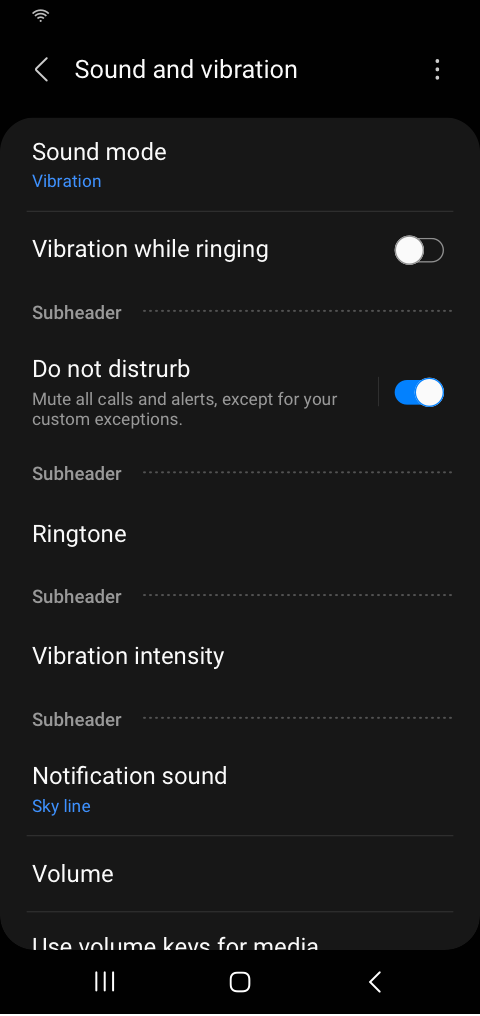 Sound and vibration
Sound mode
Vibration
Vibration while ringing
Subheader
Do not distrurb
Mute all calls and alerts, except for your
custom exceptions.
Subheader
Ringtone
Subheader
Vibration intensity
Subheader
Notification sound
Sky line
Volume
Use volume keys for media